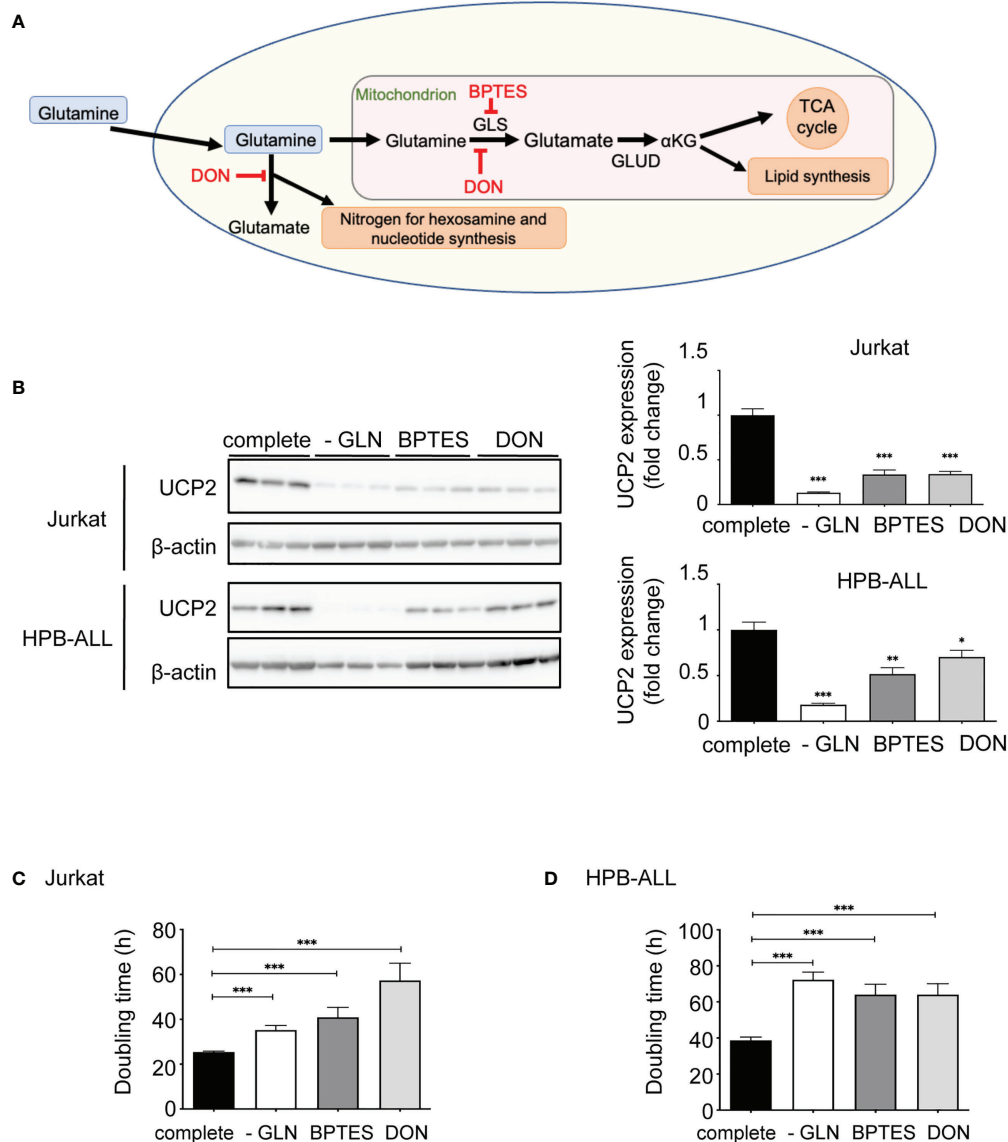 A
Glutamine
Mitochondrion
BPTES
GLS
Glutamine
Glutamine
Glutamate
αKG
GLUD
TCA
cycle
Lipid synthesis
DON
DON
Glutamate
Nitrogen for hexosamine and
nucleotide synthesis
B
complete - GLN BPTES DON
Jurkat
UCP2
β-actin
HPB-ALL
UCP2
β-actin
Jurkat
UCP2 expression
(fold change)
1.5
1
0.5
0
***
***
***
complete - GLN BPTES DON
HPB-ALL
UCP2 expression
(fold change)
1.5
1
0.5
0
***
**
*
complete - GLN BPTES DON
C Jurkat
Doubling time (h)
80
60
40
20
0
***
***
***
complete - GLN BPTES DON
D HPB-ALL
Doubling time (h)
100
80
60
40
20
0
***
***
***
complete - GLN BPTES DON